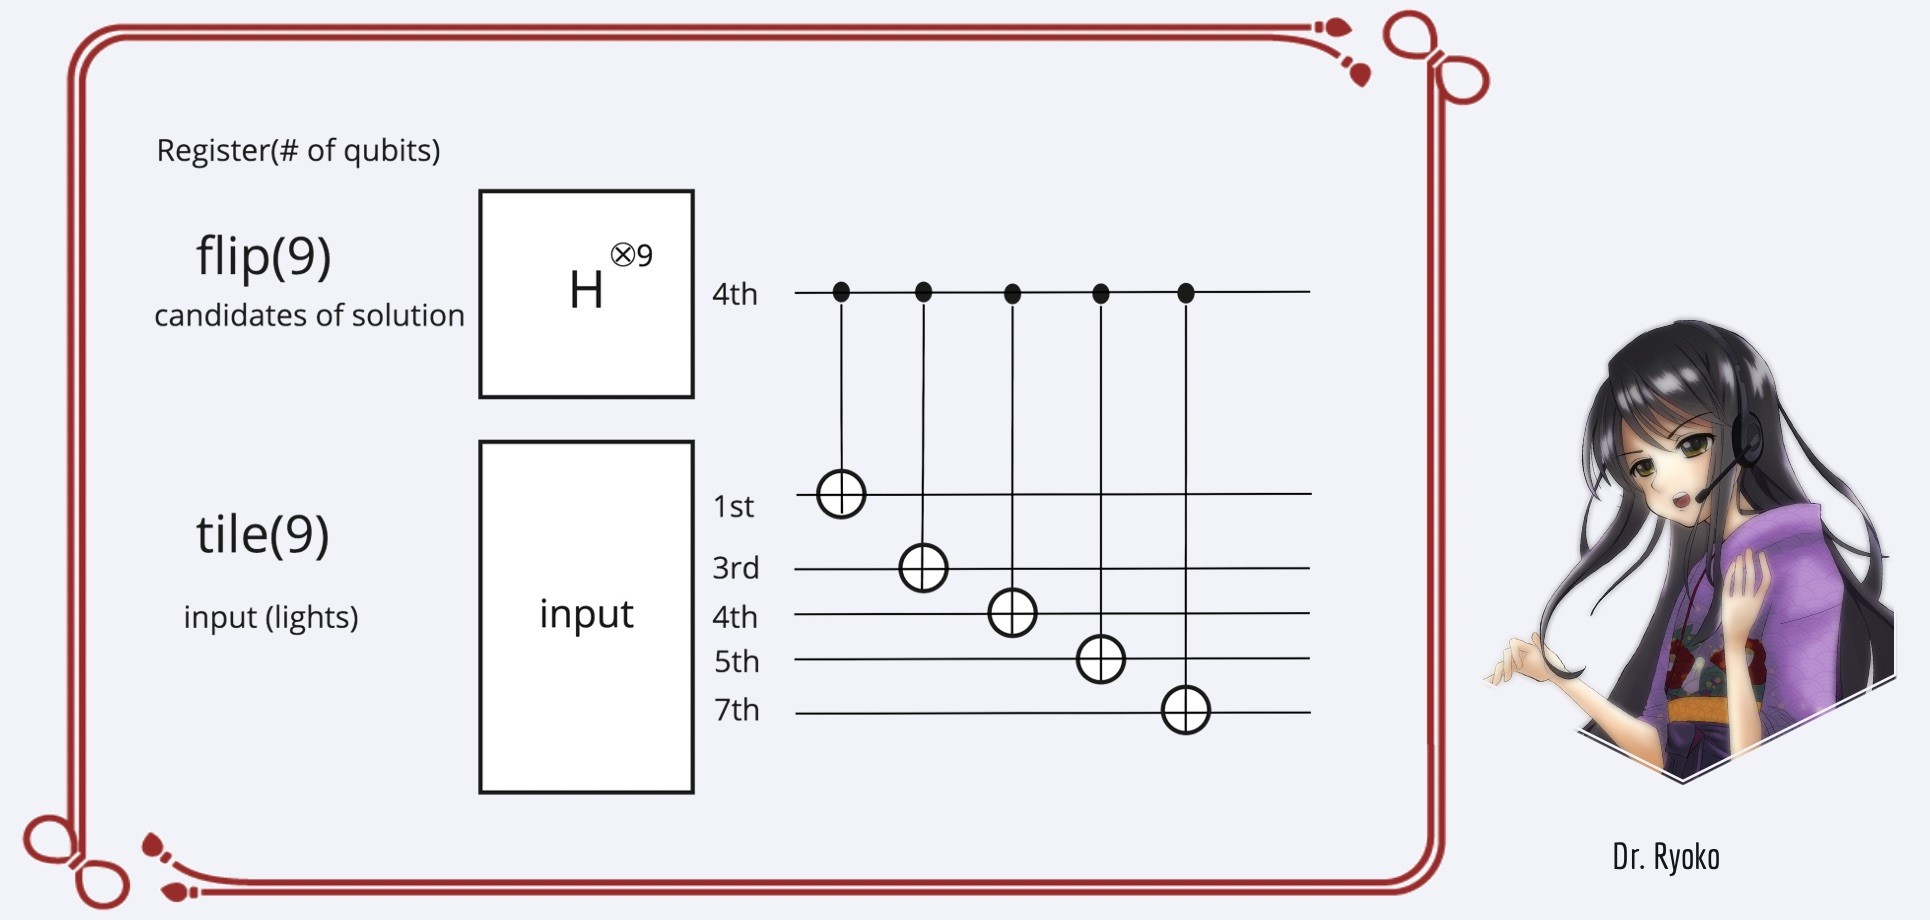 Register(# of qubits)
flip(9)
candidates of solution
H ⊗9
4th
tile(9)
input (lights)
input
1st
3rd
4th
5th
7th
Dr. Ryoko